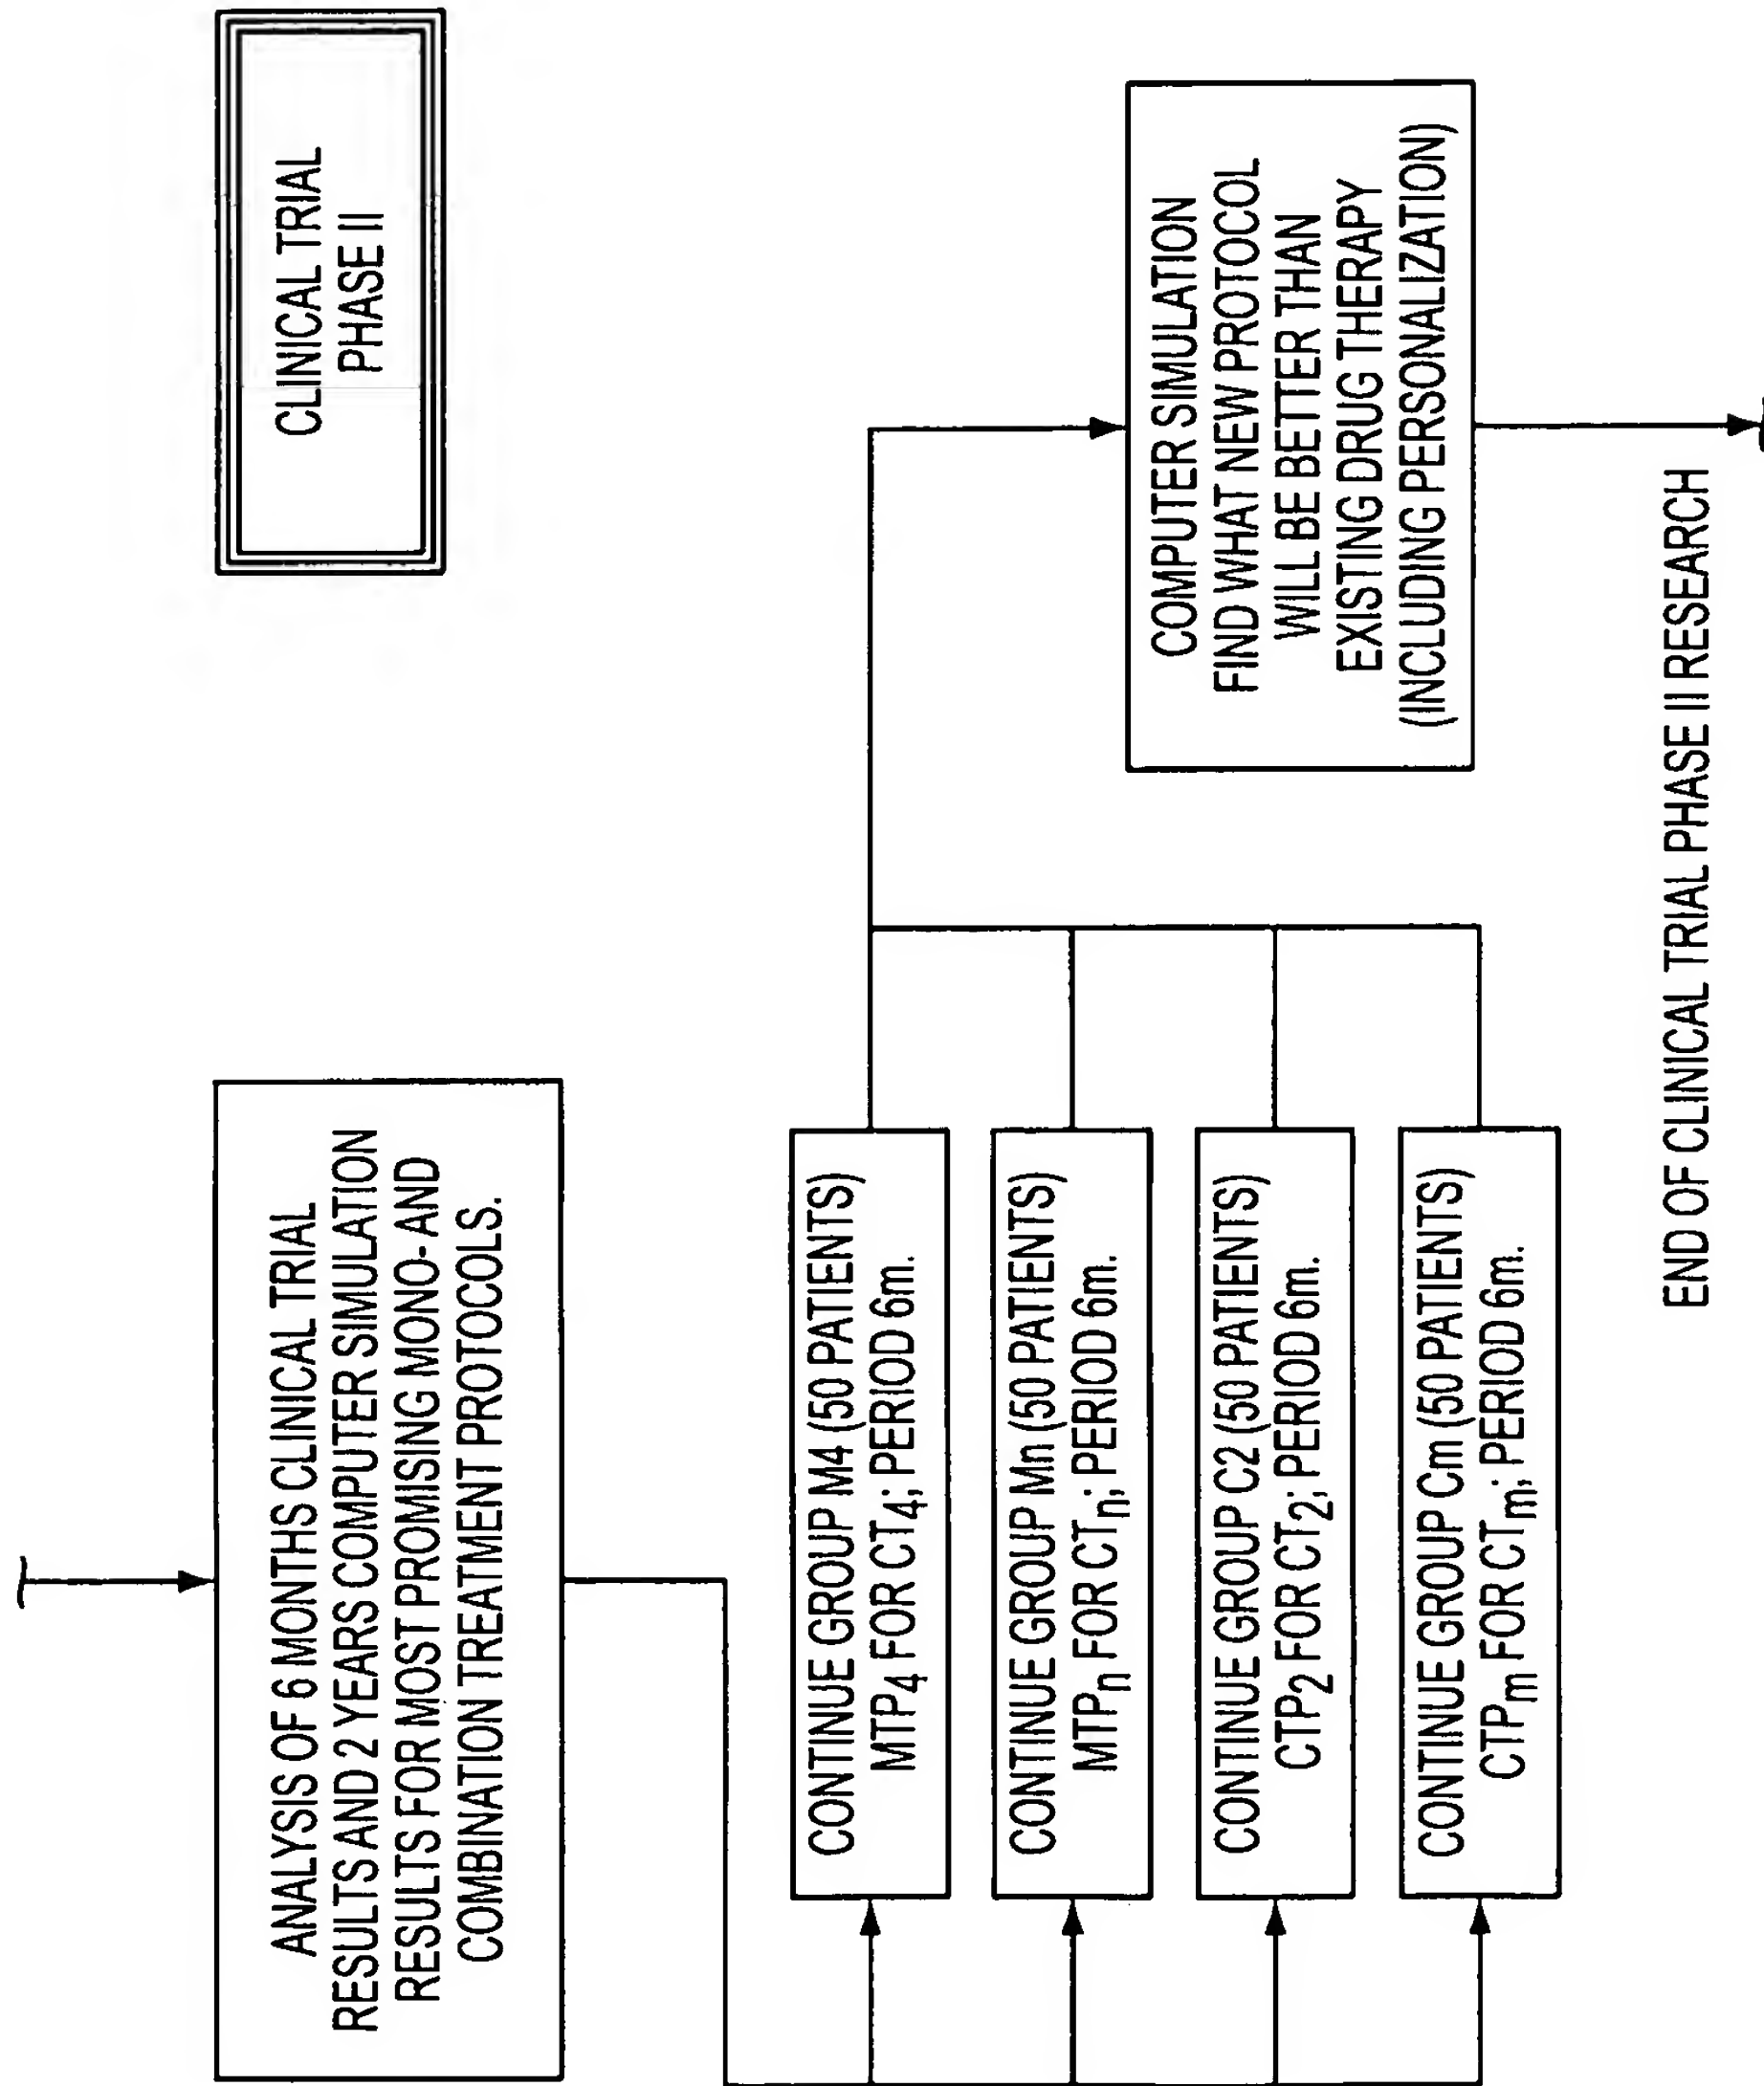 CLINICAL TRIAL
PHASE II
ANALYSIS OF 6 MONTHS CLINICAL TRIAL
RESULTS AND 2 YEARS COMPUTER SIMULATION
RESULTS FOR MOST PROMISING MONO- AND
COMBINATION TREATMENT PROTOCOLS.
CONTINUE GROUP M4 (50 PATIENTS)
MTP4 FOR CT4; PERIOD 6m.
CONTINUE GROUP Mn (50 PATIENTS)
MTPn FOR CTn; PERIOD 6m.
CONTINUE GROUP C2 (50 PATIENTS)
CTP2 FOR CT2; PERIOD 6m.
CONTINUE GROUP Cm (50 PATIENTS)
CTPm FOR CTm; PERIOD 6m.
COMPUTER SIMULATION
FIND WHAT NEW PROTOCOL
WILL BE BETTER THAN
EXISTING DRUG THERAPY
(INCLUDING PERSONALIZATION)
END OF CLINICAL TRIAL PHASE II RESEARCH